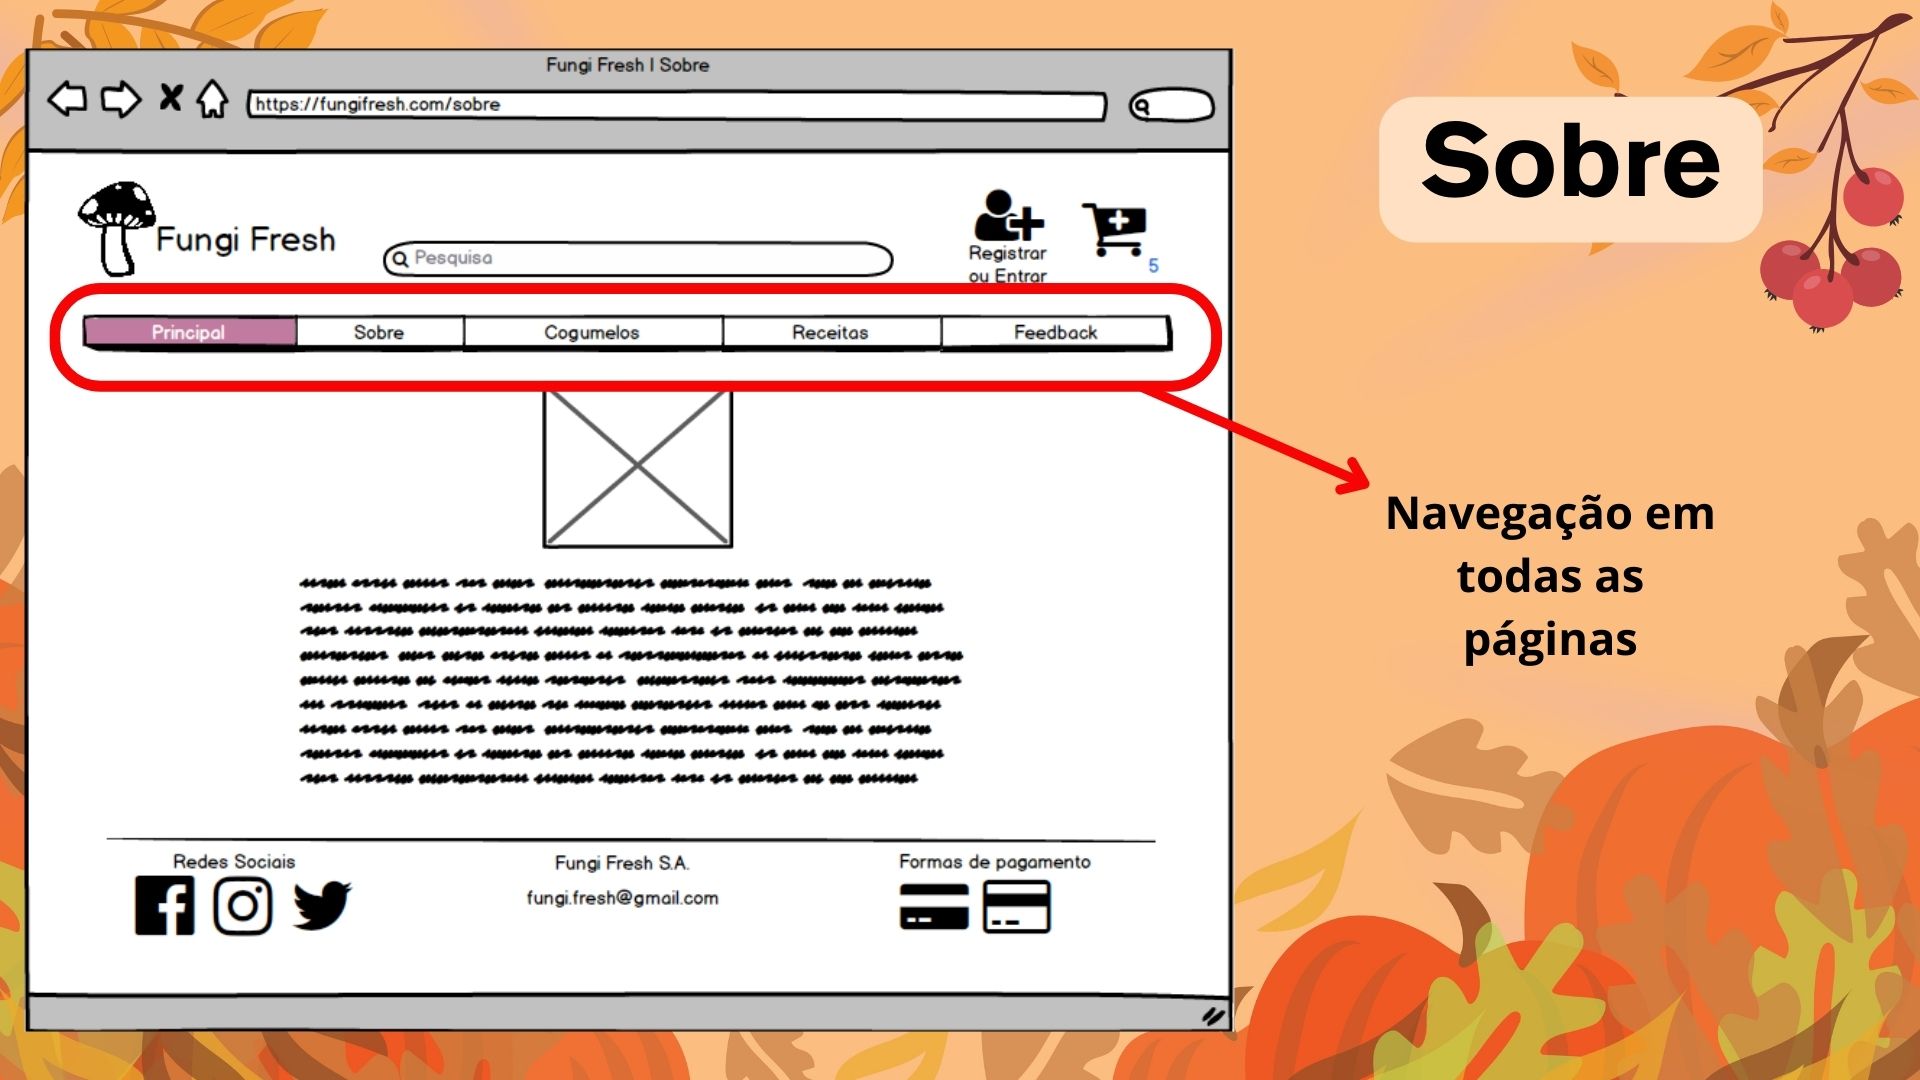 Fungi Fresh | Sobre
https://fungifresh.com/sobre
Sobre
Fungi Fresh
Pesquisa
Registrar
ou Entrar
5
Principal Sobre Cogumelos Receitas Feedback
Navegação em
todas as
páginas
Redes Sociais
Fungi Fresh S.A.
fungi.fresh@gmail.com
Formas de pagamento